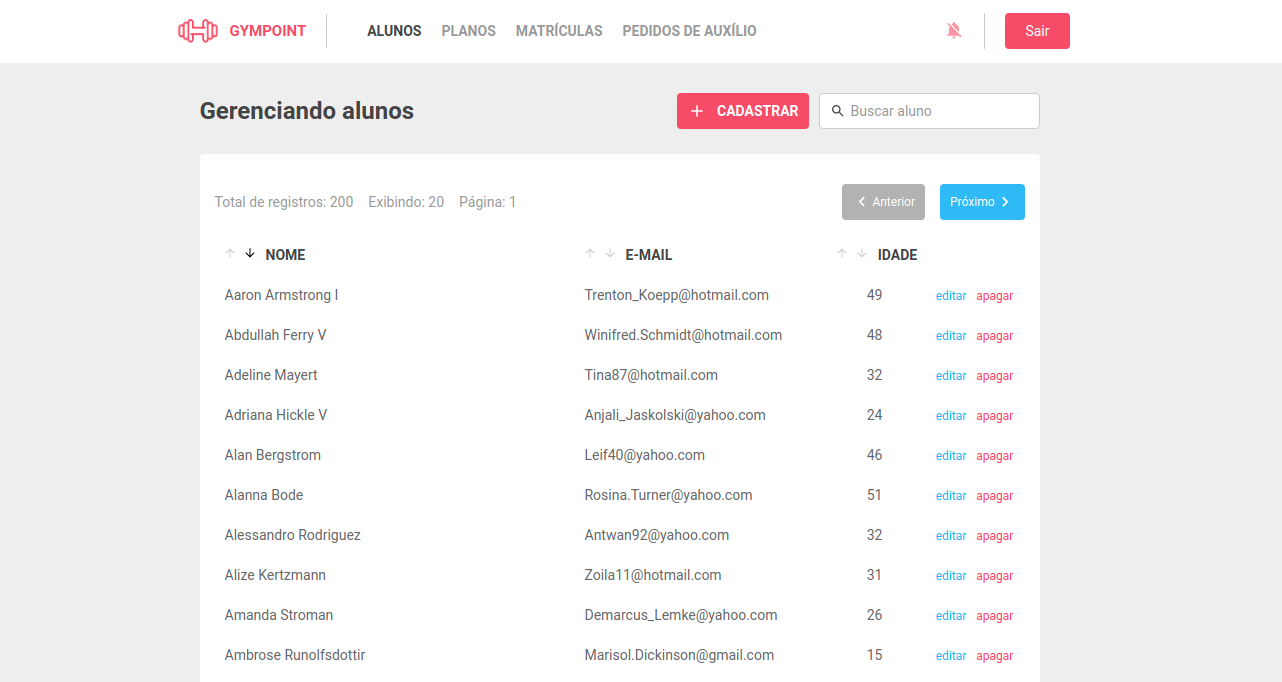 GYMPOINT ALUNOS PLANOS MATRÍCULAS PEDIDOS DE AUXÍLIO Sair
Gerenciando alunos CADASTRAR Buscar aluno
Total de registros: 200 Exibindo: 20 Página: 1 Anterior Próximo
NOME E-MAIL IDADE
Aaron Armstrong I Trenton_Koepp@hotmail.com 49 editar apagar
Abdullah Ferry V Winifred.Schmidt@hotmail.com 48 editar apagar
Adeline Mayert Tina87@hotmail.com 32 editar apagar
Adriana Hickle V Anjali_Jaskolski@yahoo.com 24 editar apagar
Alan Bergstrom Leif40@yahoo.com 46 editar apagar
Alanna Bode Rosina.Turner@yahoo.com 51 editar apagar
Alessandro Rodriguez Antwan92@yahoo.com 32 editar apagar
Alize Kertzmann Zoila11@hotmail.com 31 editar apagar
Amanda Stroman Demarcus_Lemke@yahoo.com 26 editar apagar
Ambrose Runolfsdottir Marisol.Dickinson@gmail.com 15 editar apagar